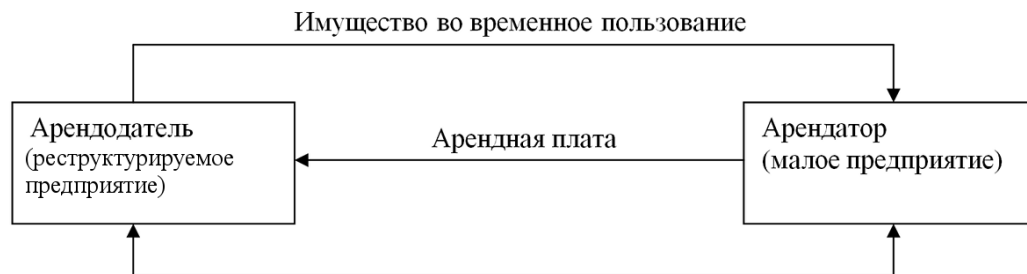 Имущество во временное пользование
Арендодатель
(реструктурируемое
предприятие)
Арендная плата
Арендатор
(малое предприятие)